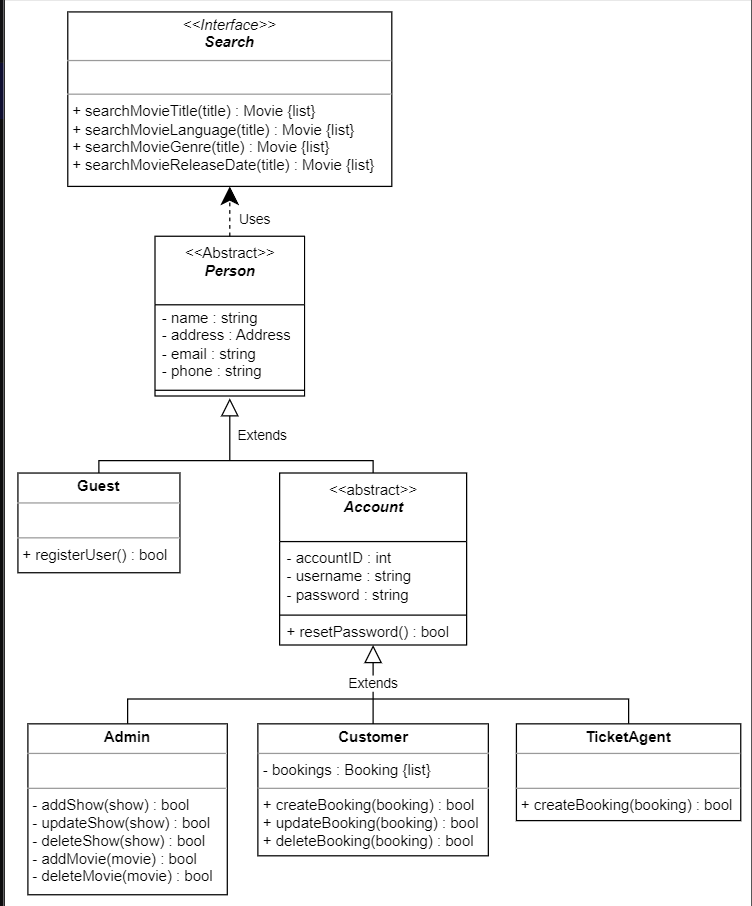 <<Interface>>
Search
+ searchMovieTitle(title) : Movie {list}
+ searchMovieLanguage(title) : Movie {list}
+ searchMovieGenre(title) : Movie {list}
+ searchMovieReleaseDate(title) : Movie {list}
Uses
<<Abstract>>
Person
- name : string
- address : Address
- email : string
- phone : string
Extends
Guest
+ registerUser() : bool
<<abstract>>
Account
- accountID : int
- username : string
- password : string
+ resetPassword() : bool
Extends
Admin
- addShow(show) : bool
- updateShow(show) : bool
- deleteShow(show) : bool
- addMovie(movie) : bool
- deleteMovie(movie) : bool
Customer
- bookings : Booking {list}
+ createBooking(booking) : bool
+ updateBooking(booking) : bool
+ deleteBooking(booking) : bool
TicketAgent
+ createBooking(booking) : bool